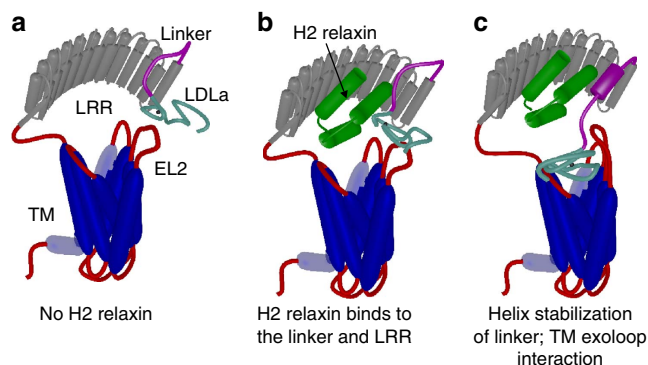 a
Linker
LDLa
LRR
EL2
TM
No H2 relaxin
b
H2 relaxin
H2 relaxin binds to
the linker and LRR
c
Helix stabilization
of linker; TM exoloop
interaction